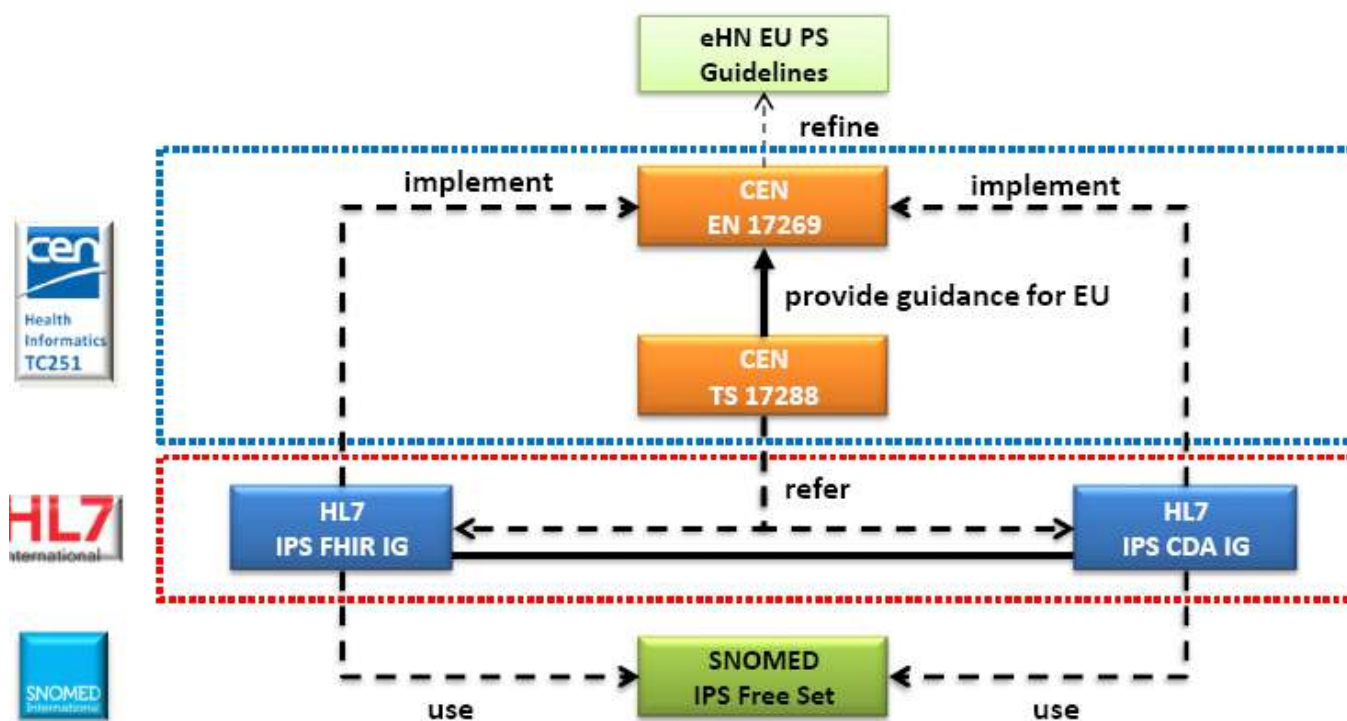 eHN EU PS
Guidelines
refine
implement
CEN
EN 17269
implement
cen
Health
Informatics
TC251
provide guidance for EU
CEN
TS 17288
HL7
International
HL7
IPS FHIR IG
refer
HL7
IPS CDA IG
SNOMED
International
SNOMED
IPS Free Set
use
use